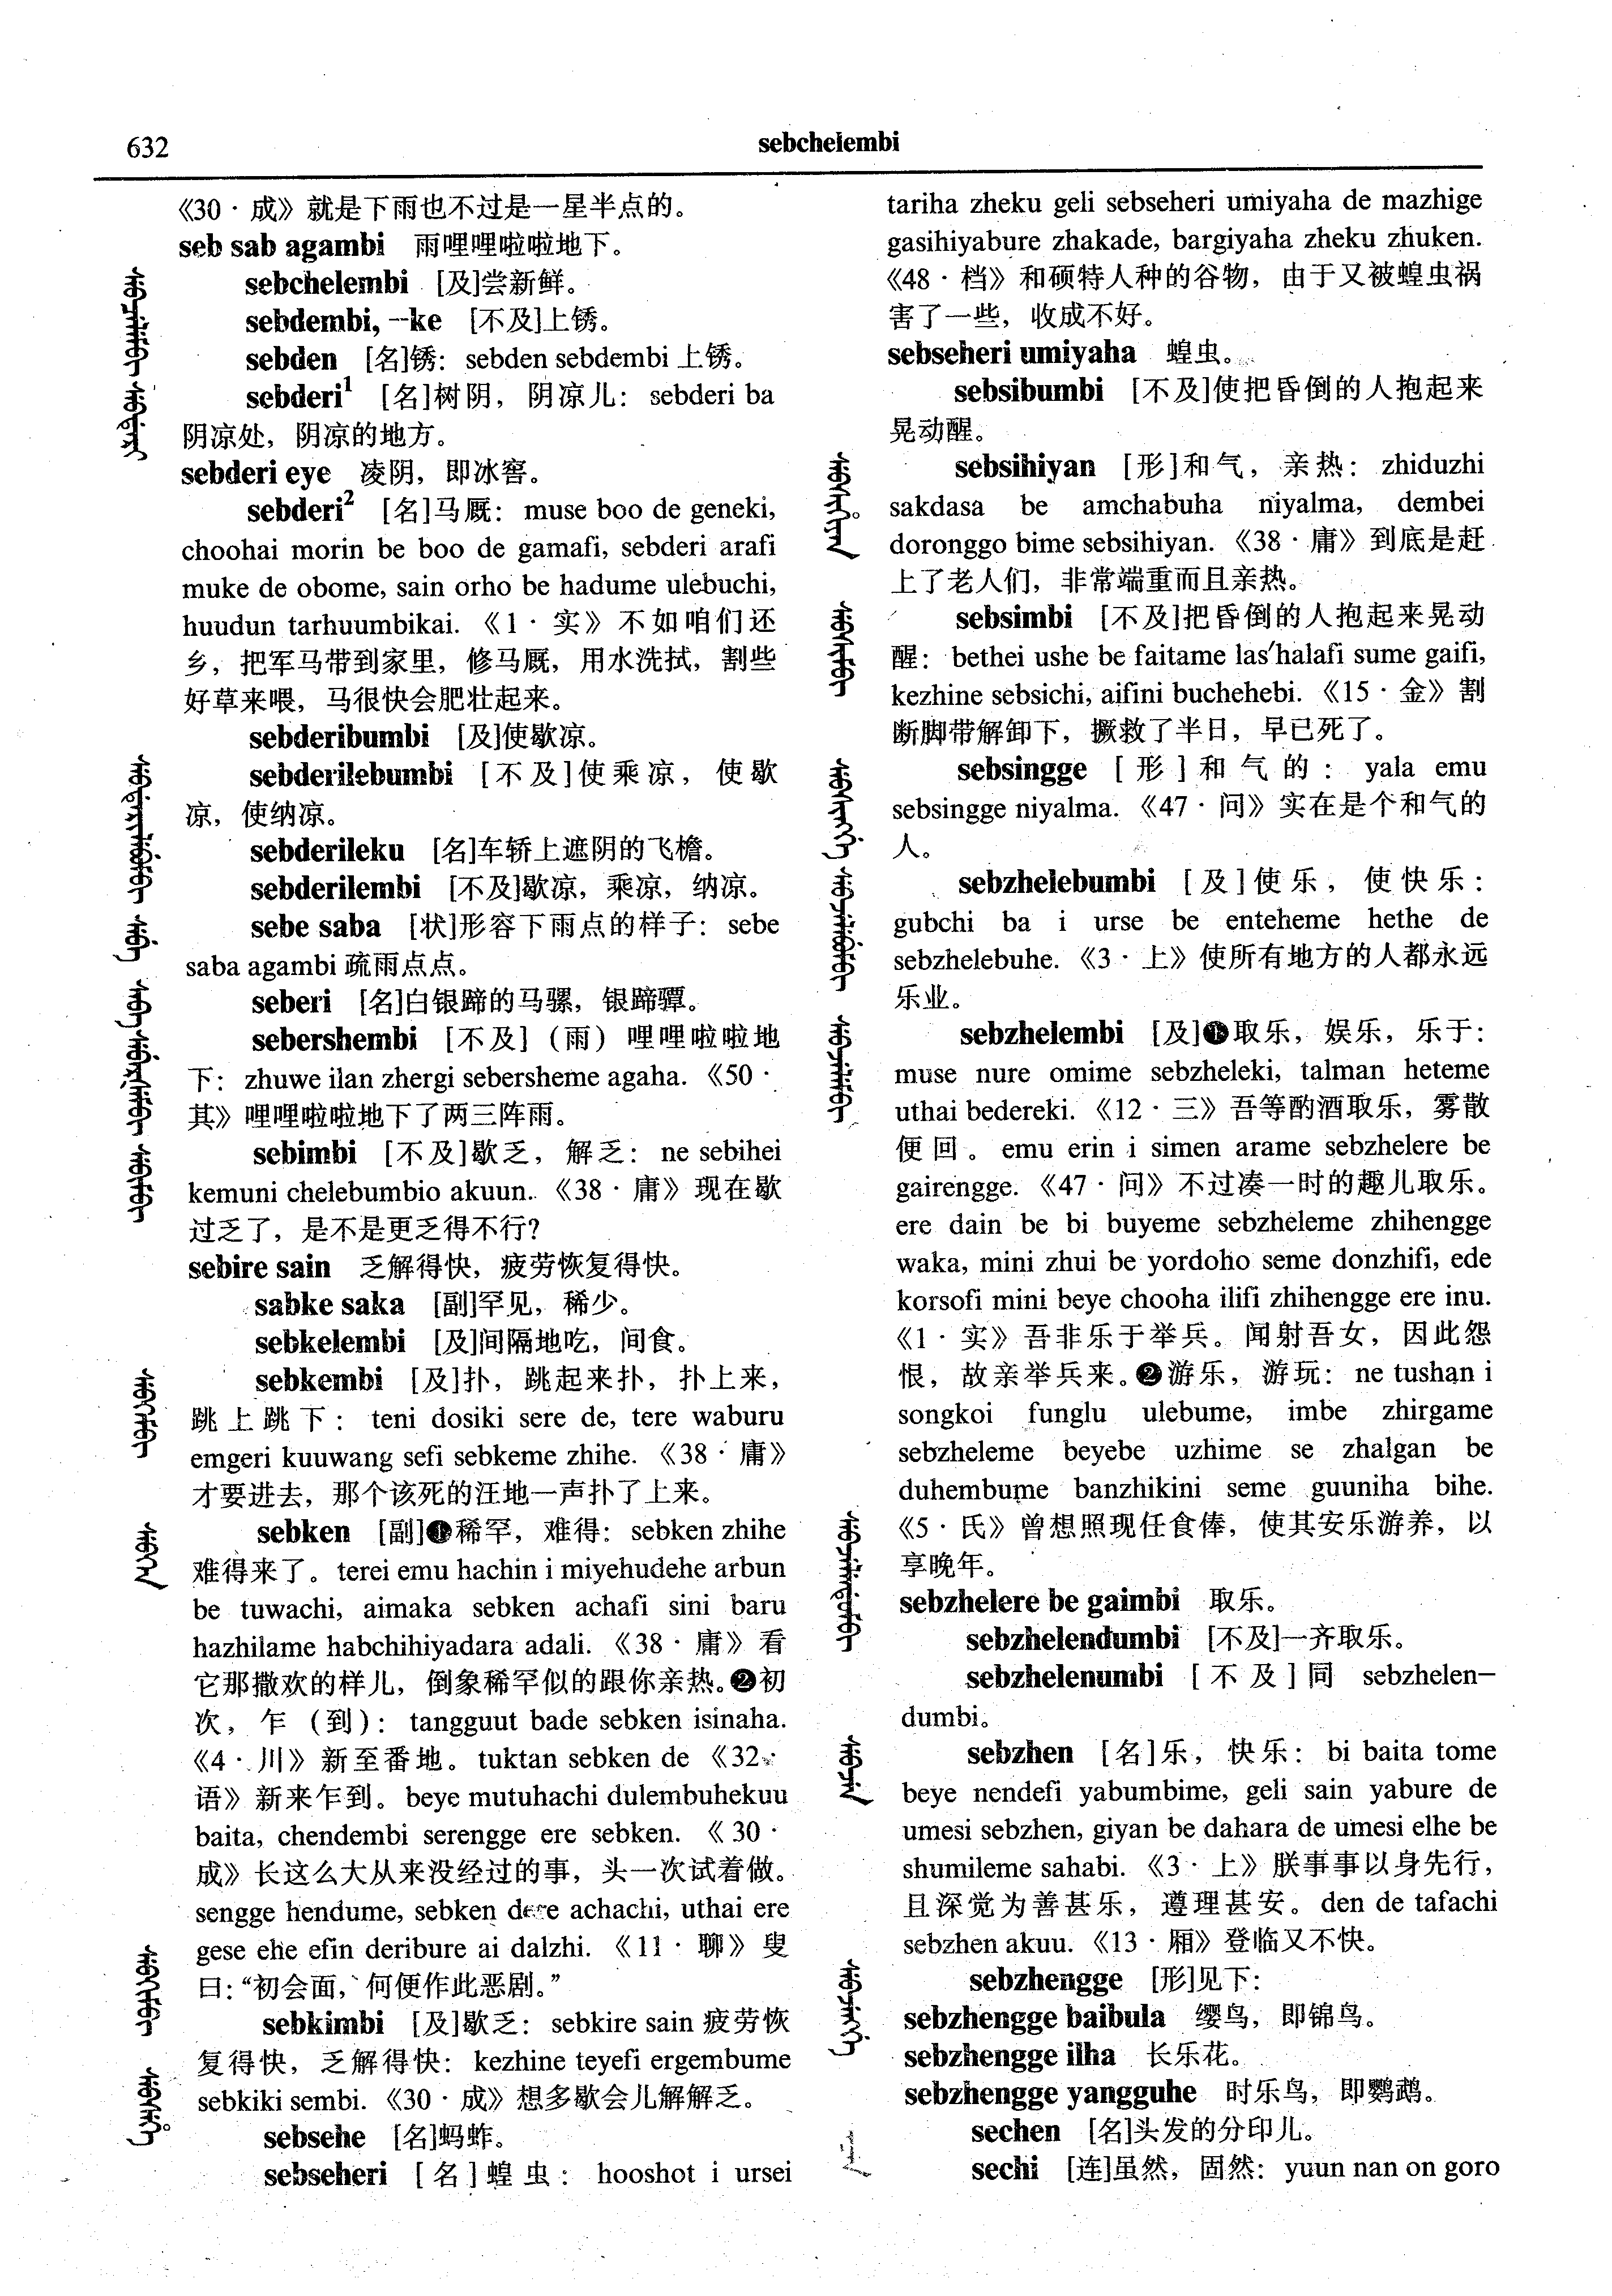 632
sebchelembi
《30·成》就是下雨也不过是一星半点的。
seb sab agambi 雨哩哩啦啦地下。
sebchelembi [及]尝新鲜。
sebdembi, -ke [不及]上锈。
sebden [名]锈: sebden sebdembi 上锈。
sebderi¹ [名]树阴, 阴凉儿: sebderi ba
阴凉处, 阴凉的地方。
sebderi eye 凌阴, 即冰窖。
sebderi² [名]马厩: muse boo de geneki,
choohai morin be boo de gamafi, sebderi arafi
muke de obome, sain orho be hadume ulebuchi,
huudun tarhuumbikai. 《1·实》不如咱们还
乡, 把军马带到家里, 修马厩, 用水洗拭, 割些
好草来喂, 马很快会肥壮起来。
sebderibumbi [及]使歇凉。
sebderilebumbi [不及]使乘凉, 使歇
凉, 使纳凉。
sebderileku [名]车轿上遮阴的飞檐。
sebderilembi [不及]歇凉, 乘凉, 纳凉。
sebe saba [状]形容下雨点的样子: sebe
saba agambi 疏雨点点。
seberi [名]白银蹄的马骡, 银蹄骣。
sebershembi [不及] (雨) 哩哩啦啦地
下: zhuwe ilan zhergi sebersheme agaha. 《50·
其》哩哩啦啦地下了两三阵雨。
sebimbi [不及]歇乏, 解乏: ne sebihei
kemuni chelebumbio akuun. 《38·庸》现在歇
过乏了, 是不是更乏得不行?
sebire sain 乏解得快, 疲劳恢复得快。
sabke saka [副]罕见, 稀少。
sebkelembi [及]间隔地吃, 间食。
sebkembi [及]扑, 跳起来扑, 扑上来,
跳上跳下: teni dosiki sere de, tere waburu
emgeri kuuwang sefi sebkeme zhihe. 《38·庸》
才要进去, 那个该死的汪地一声扑了上来。
sebken [副]❶稀罕, 难得: sebken zhihe
难得来了。terei emu hachin i miyehudehe arbun
be tuwachi, aimaka sebken achafi sini baru
hazhilame habchihiyadara adali. 《38·庸》看
它那撒欢的样儿, 倒象稀罕似的跟你亲热。❷初
次, 乍 (到): tangguut bade sebken isinaha.
《4·川》新至番地。tuktan sebken de 《32·
语》新来乍到。beye mutuhachi dulembuhekuu
baita, chendembi serengge ere sebken. 《30·
成》长这么大从来没经过的事, 头一次试着做。
sengge hendume, sebken dere achachi, uthai ere
gese ehe efin deribure ai dalzhi. 《11·聊》叟
曰: “初会面, 何便作此恶剧。”
sebkimbi [及]歇乏: sebkire sain 疲劳恢
复得快, 乏解得快: kezhine teyefi ergembume
sebkiki sembi. 《30·成》想多歇会儿解解乏。
sebsehe [名]蚂蚱。
sebseheri [名]蝗虫: hooshot i ursei
tariha zheku geli sebseheri umiyaha de mazhige
gasihiyabure zhakade, bargiyaha zheku zhuken.
《48·档》和硕特人种的谷物, 由于又被蝗虫祸
害了一些, 收成不好。
sebseheri umiyaha 蝗虫。
sebsibumbi [不及]使把昏倒的人抱起来
晃动醒。
sebsihiyan [形]和气, 亲热: zhiduzhi
sakdasa be amchabuha niyalma, dembei
doronggo bime sebsihiyan. 《38·庸》到底是赶
上了老人们, 非常端重而且亲热。
sebsimbi [不及]把昏倒的人抱起来晃动
醒: bethei ushe be faitame las'halafi sume gaifi,
kezhine sebsichi, aifini buchehebi. 《15·金》割
断脚带解卸下, 撅救了半日, 早已死了。
sebsingge [形]和气的: yala emu
sebsingge niyalma. 《47·问》实在是个和气的
人。
sebzhelebumbi [及]使乐, 使快乐:
gubchi ba i urse be enteheme hethe de
sebzhelebuhe. 《3·上》使所有地方的人都永远
乐业。
sebzhelembi [及]❶取乐, 娱乐, 乐于:
muse nure omime sebzheleki, talman heteme
uthai bedereki. 《12·三》吾等酌酒取乐, 雾散
便回。emu erin i simen arame sebzhelere be
gairengge. 《47·问》不过凑一时的趣儿取乐。
ere dain be bi buyeme sebzheleme zhihengge
waka, mini zhui be yordoho seme donzhifi, ede
korsofi mini beye chooha ilifi zhihengge ere inu.
《1·实》吾非乐于举兵。闻射吾女, 因此怨
恨, 故亲举兵来。❷游乐, 游玩: ne tushan i
songkoi funglu ulebume, imbe zhirgame
sebzheleme beyebe uzhime se zhalgan be
duhembume banzhikini seme guuniha bihe.
《5·氏》曾想照现任食俸, 使其安乐游养, 以
享晚年。
sebzhelere be gaimbi 取乐。
sebzhelendumbi [不及]一齐取乐。
sebzhelenumbi [不及]同 sebzhelen-
dumbi。
sebzhen [名]乐, 快乐: bi baita tome
beye nendefi yabumbime, geli sain yabure de
umesi sebzhen, giyan be dahara de umesi elhe be
shumileme sahabi. 《3·上》朕事事以身先行,
且深觉为善甚乐, 遵理甚安。den de tafachi
sebzhen akuu. 《13·厢》登临又不快。
sebzhengge [形]见下:
sebzhengge baibula 缨鸟, 即锦鸟。
sebzhengge ilha 长乐花。
sebzhengge yangguhe 时乐鸟, 即鹦鹉。
sechen [名]头发的分印儿。
sechi [连]虽然, 固然: yuun nan on goro